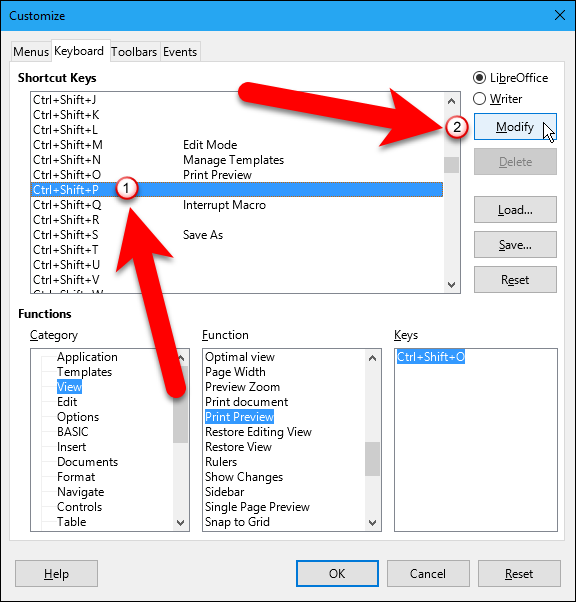 Customize
Menus Keyboard Toolbars Events
Shortcut Keys
LibreOffice
Writer
Ctrl+Shift+J
Ctrl+Shift+K
Ctrl+Shift+L
Ctrl+Shift+M Edit Mode
Ctrl+Shift+N Manage Templates
Ctrl+Shift+O Print Preview
Ctrl+Shift+P
Ctrl+Shift+Q Interrupt Macro
Ctrl+Shift+R
Ctrl+Shift+S Save As
Ctrl+Shift+T
Ctrl+Shift+U
Ctrl+Shift+V
Ctrl+Shift+W
1
2
Modify
Delete
Load...
Save...
Reset
Functions
Category
Application
Templates
View
Edit
Options
BASIC
Insert
Documents
Format
Navigate
Controls
Table
Function
Optimal view
Page Width
Preview Zoom
Print document
Print Preview
Restore Editing View
Restore View
Rulers
Show Changes
Sidebar
Single Page Preview
Snap to Grid
Keys
Ctrl+Shift+O
Help
OK
Cancel
Reset